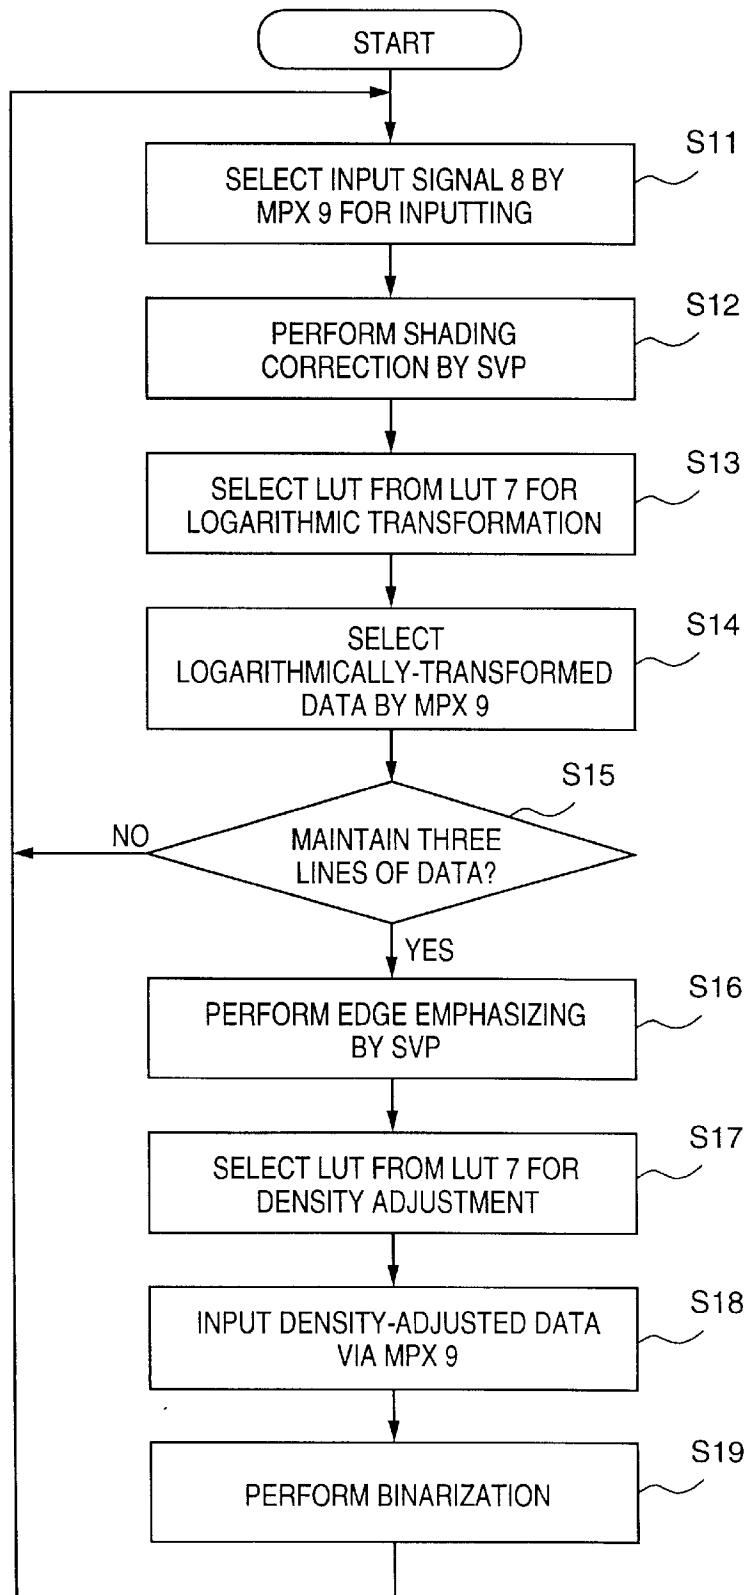 START
S11
SELECT INPUT SIGNAL 8 BY
MPX 9 FOR INPUTTING
S12
PERFORM SHADING
CORRECTION BY SVP
S13
SELECT LUT FROM LUT 7 FOR
LOGARITHMIC TRANSFORMATION
S14
SELECT
LOGARITHMICALLY-TRANSFORMED
DATA BY MPX 9
S15
NO
MAINTAIN THREE
LINES OF DATA?
YES
S16
PERFORM EDGE EMPHASIZING
BY SVP
S17
SELECT LUT FROM LUT 7 FOR
DENSITY ADJUSTMENT
S18
INPUT DENSITY-ADJUSTED DATA
VIA MPX 9
S19
PERFORM BINARIZATION